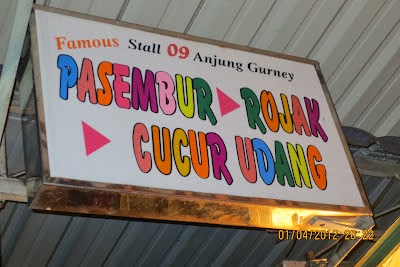 Famous Stall 09 Anjung Gurney
PASEMBUR ROJAK
CUCUR UDANG
01/04/2012 20:22